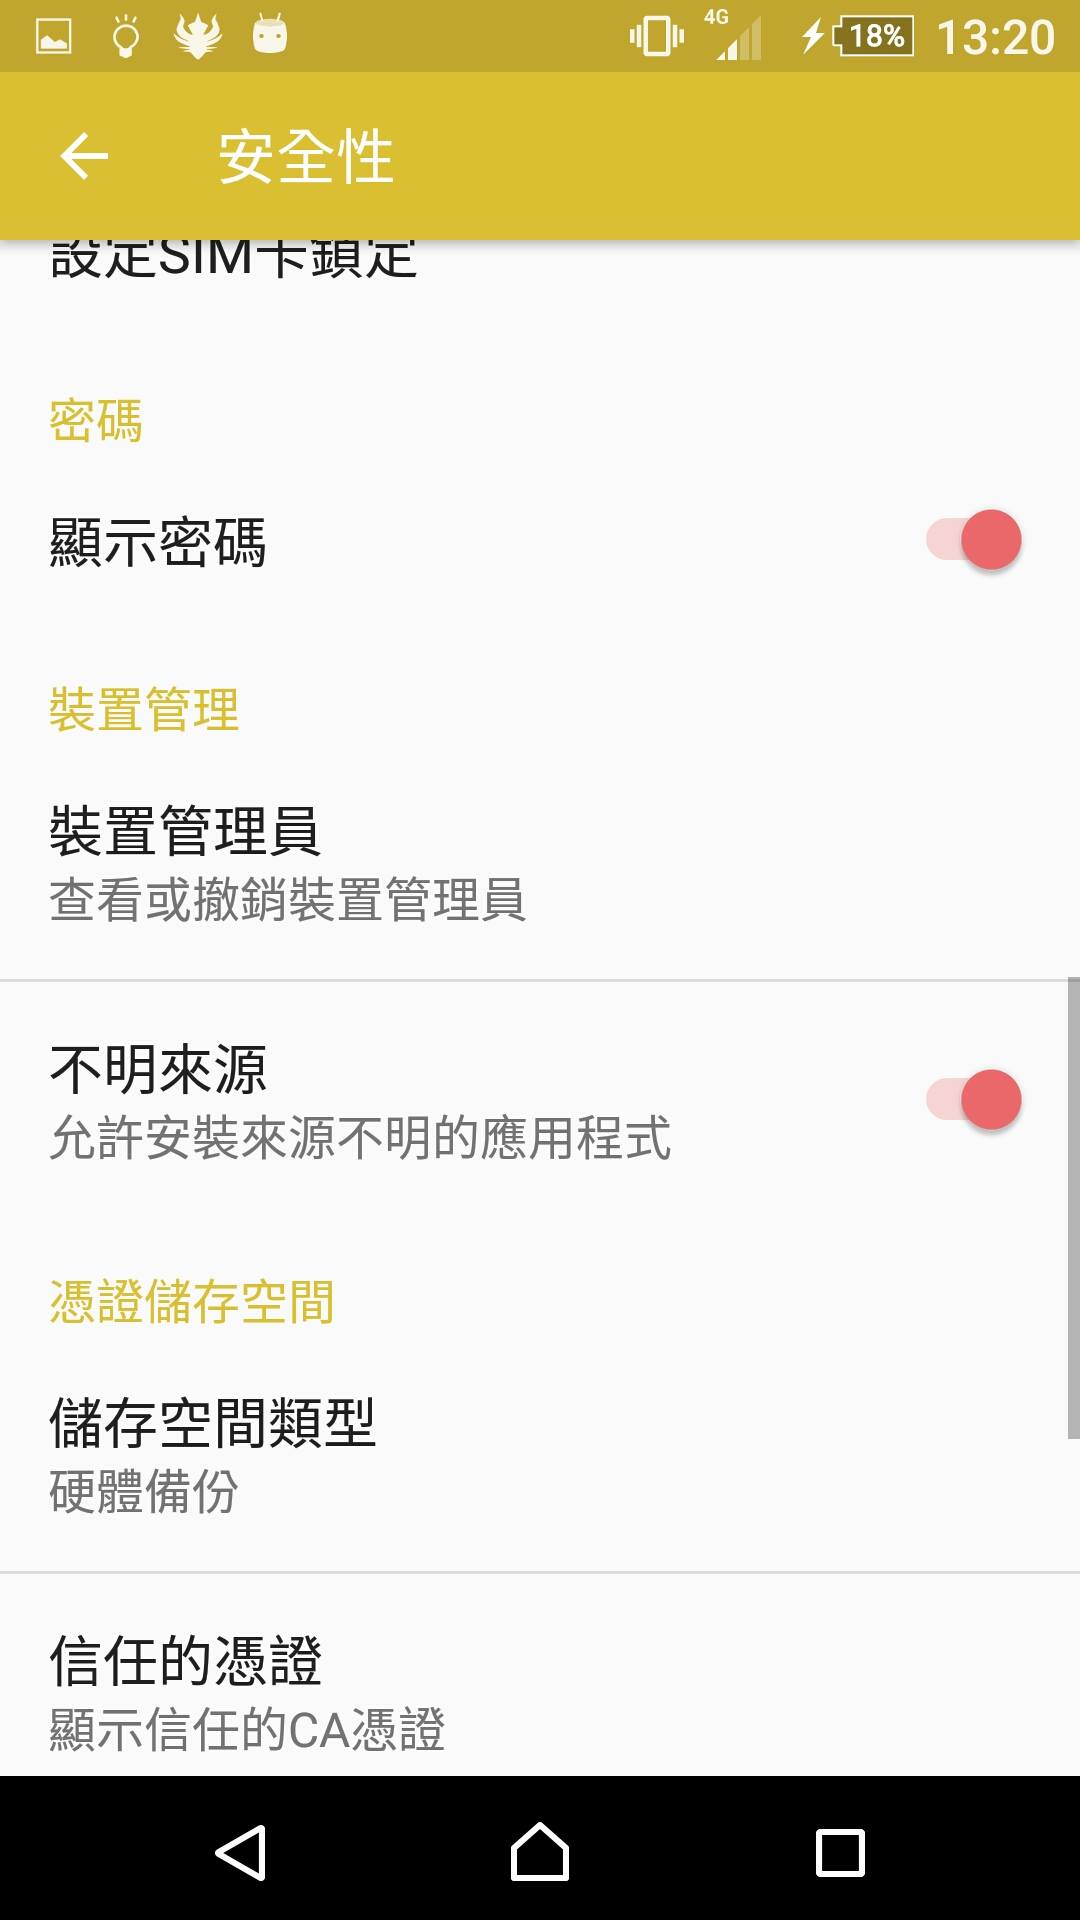 4G
18%
13:20
安全性
設定SIM卡鎖定
密碼
顯示密碼
裝置管理
裝置管理員
查看或撤銷裝置管理員
不明來源
允許安裝來源不明的應用程式
憑證儲存空間
儲存空間類型
硬體備份
信任的憑證
顯示信任的CA憑證